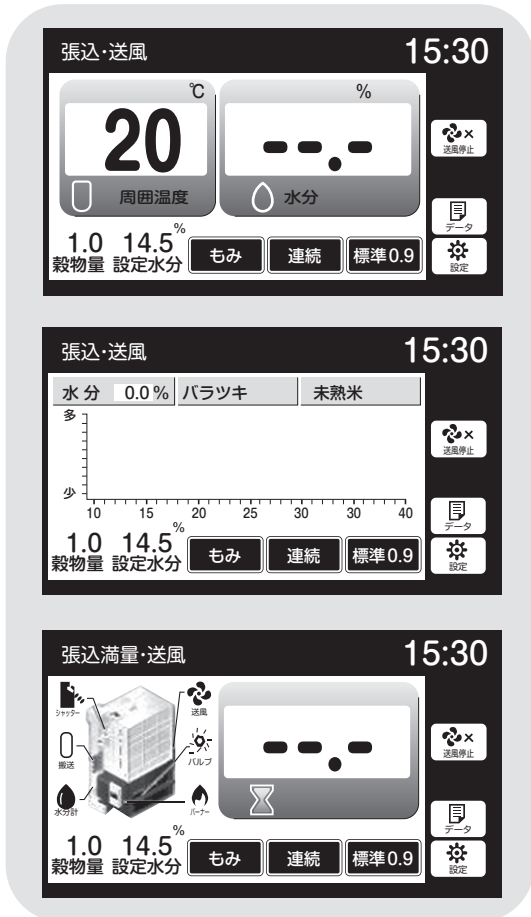 張込・送風 15:30
℃ %
20 --.-
周囲温度 水分
送風停止
データ
1.0 14.5% もみ 連続 標準0.9
穀物量 設定水分
設定
張込・送風 15:30
水分 0.0% バラツキ 未熟米
多
送風停止
少
10 15 20 25 30 30 40
データ
1.0 14.5% もみ 連続 標準0.9
穀物量 設定水分
設定
張込満量・送風 15:30
シャッター 送風
--.-
搬送 バルブ
送風停止
水分計 バーナー
データ
1.0 14.5% もみ 連続 標準0.9
穀物量 設定水分
設定